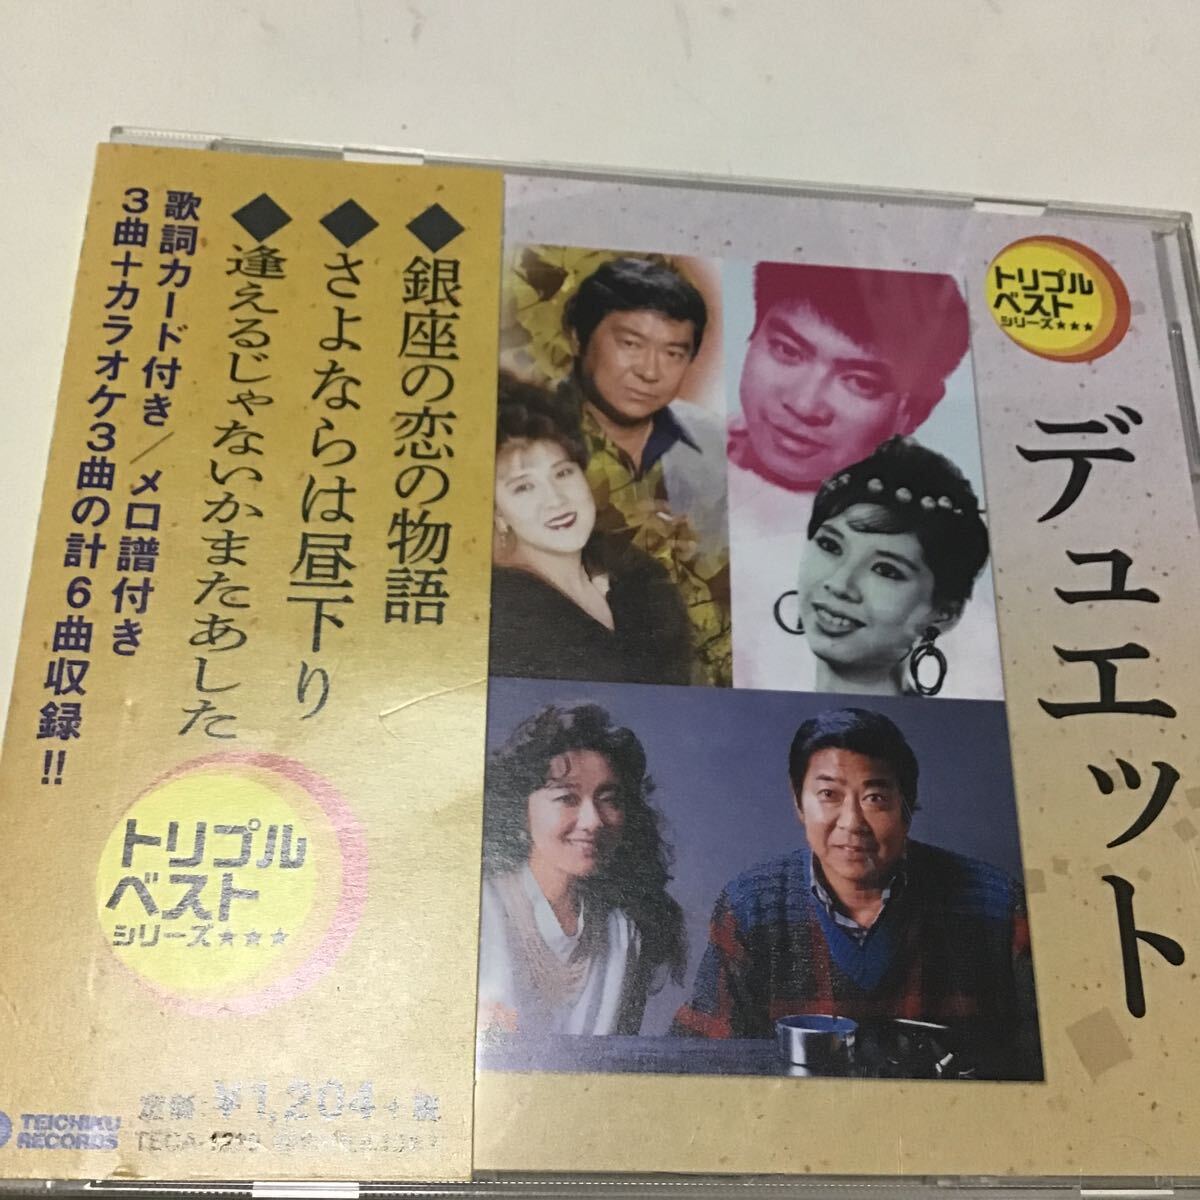 トリプル
ベスト
シリーズ★★★
デュエット
◆銀座の恋の物語
◆さよならは昼下り
◆逢えるじゃないかまたあした
歌詞カード付き/メロ譜付き
3曲+カラオケ3曲の計6曲収録!!
トリプル
ベスト
シリーズ★★★
定価 ¥1,204+税
TEICHIKU
RECORDS